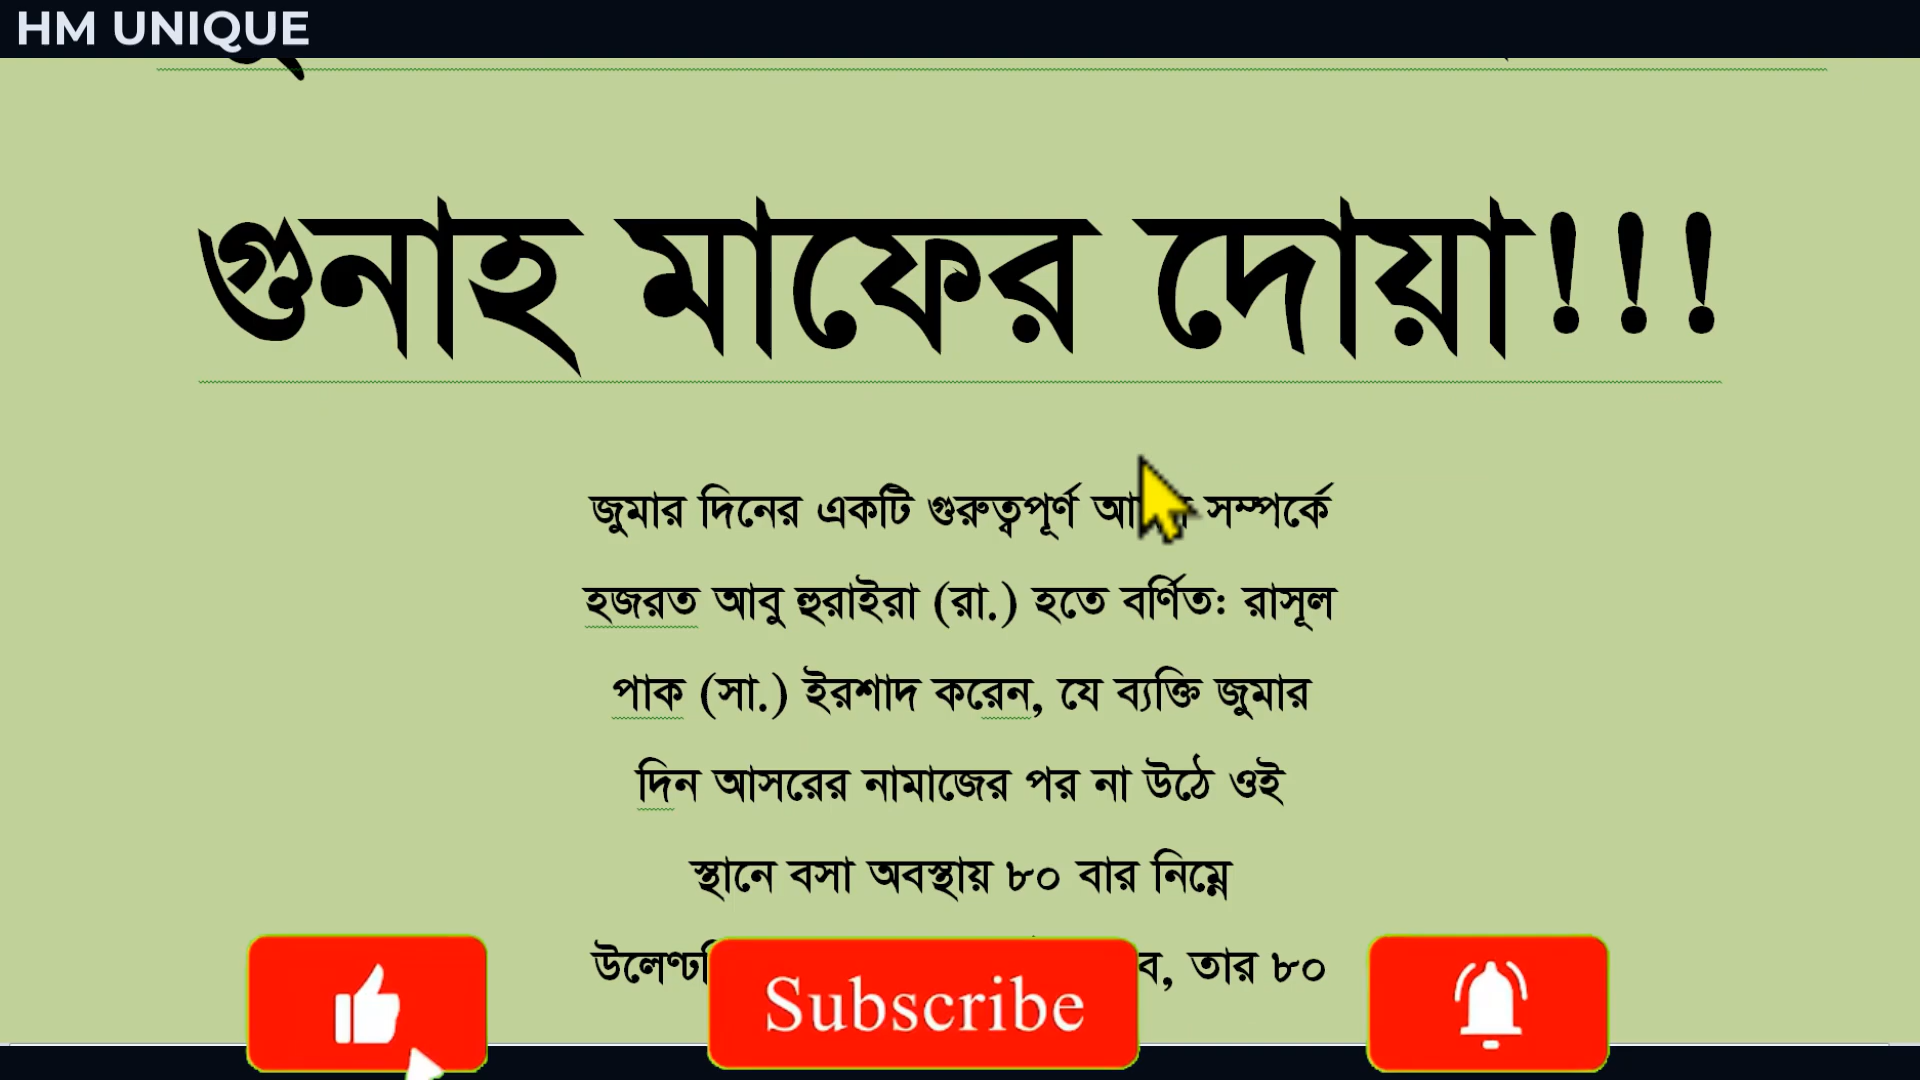 HM UNIQUE
গুনাহ মাফের দোয়া!!!
জুমার দিনের একটি গুরুত্বপূর্ণ সম্পর্কে
হজরত আবু হুরাইরা (রা.) হতে বর্ণিত: রাসূল
পাক (সা.) ইরশাদ করেন, যে ব্যক্তি জুমার
দিন আসরের নামাজের পর না উঠে ওই
স্থানে বসা অবস্থায় ৮০ বার নিম্নে
তার ৮০
Subscribe